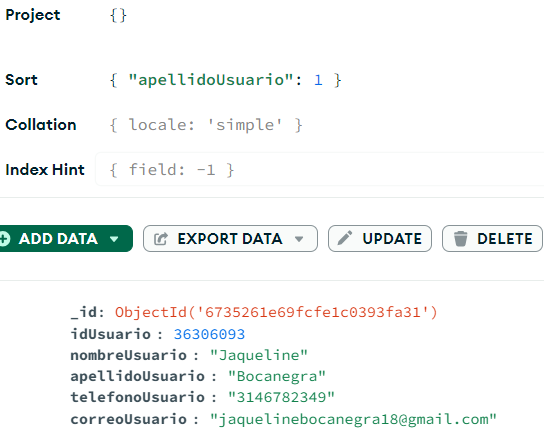 Project {}
Sort { "apellidoUsuario": 1 }
Collation { locale: 'simple' }
Index Hint { field: -1 }
ADD DATA EXPORT DATA UPDATE DELETE
_id: ObjectId('6735261e69fcfe1c0393fa31')
idUsuario : 36306093
nombreUsuario : "Jaqueline"
apellidoUsuario : "Bocanegra"
telefonoUsuario : "3146782349"
correoUsuario : "jaquelinebocanegra18@gmail.com"